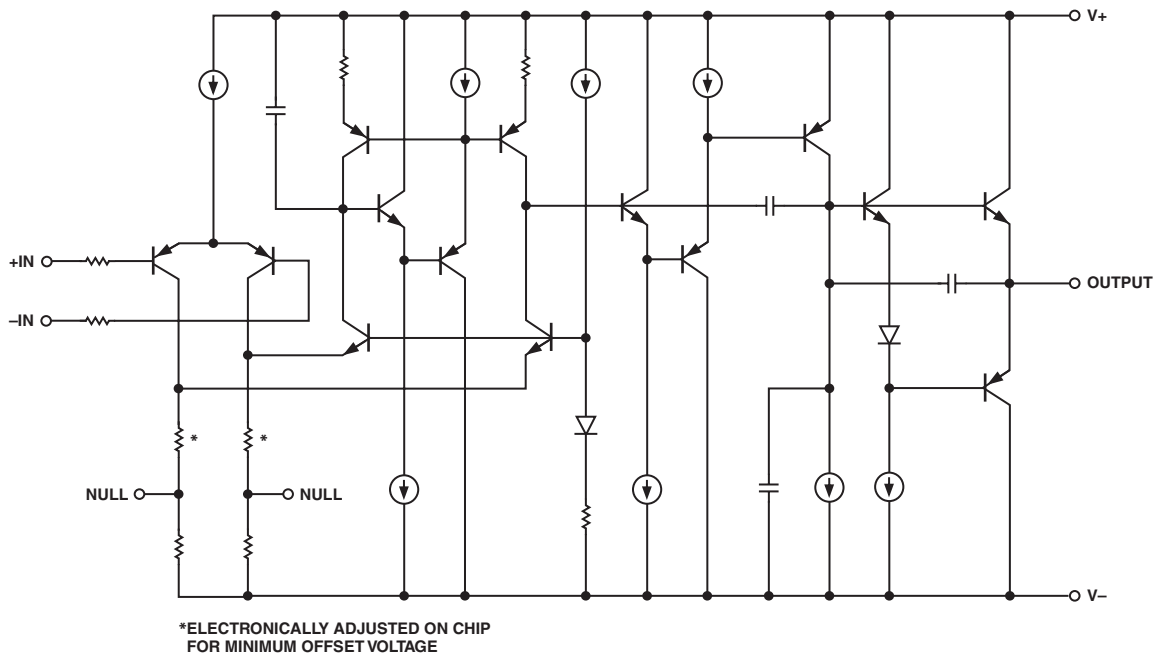 V+
+IN
–IN
OUTPUT
*
*
NULL
NULL
V–
*ELECTRONICALLY ADJUSTED ON CHIP
FOR MINIMUM OFFSET VOLTAGE